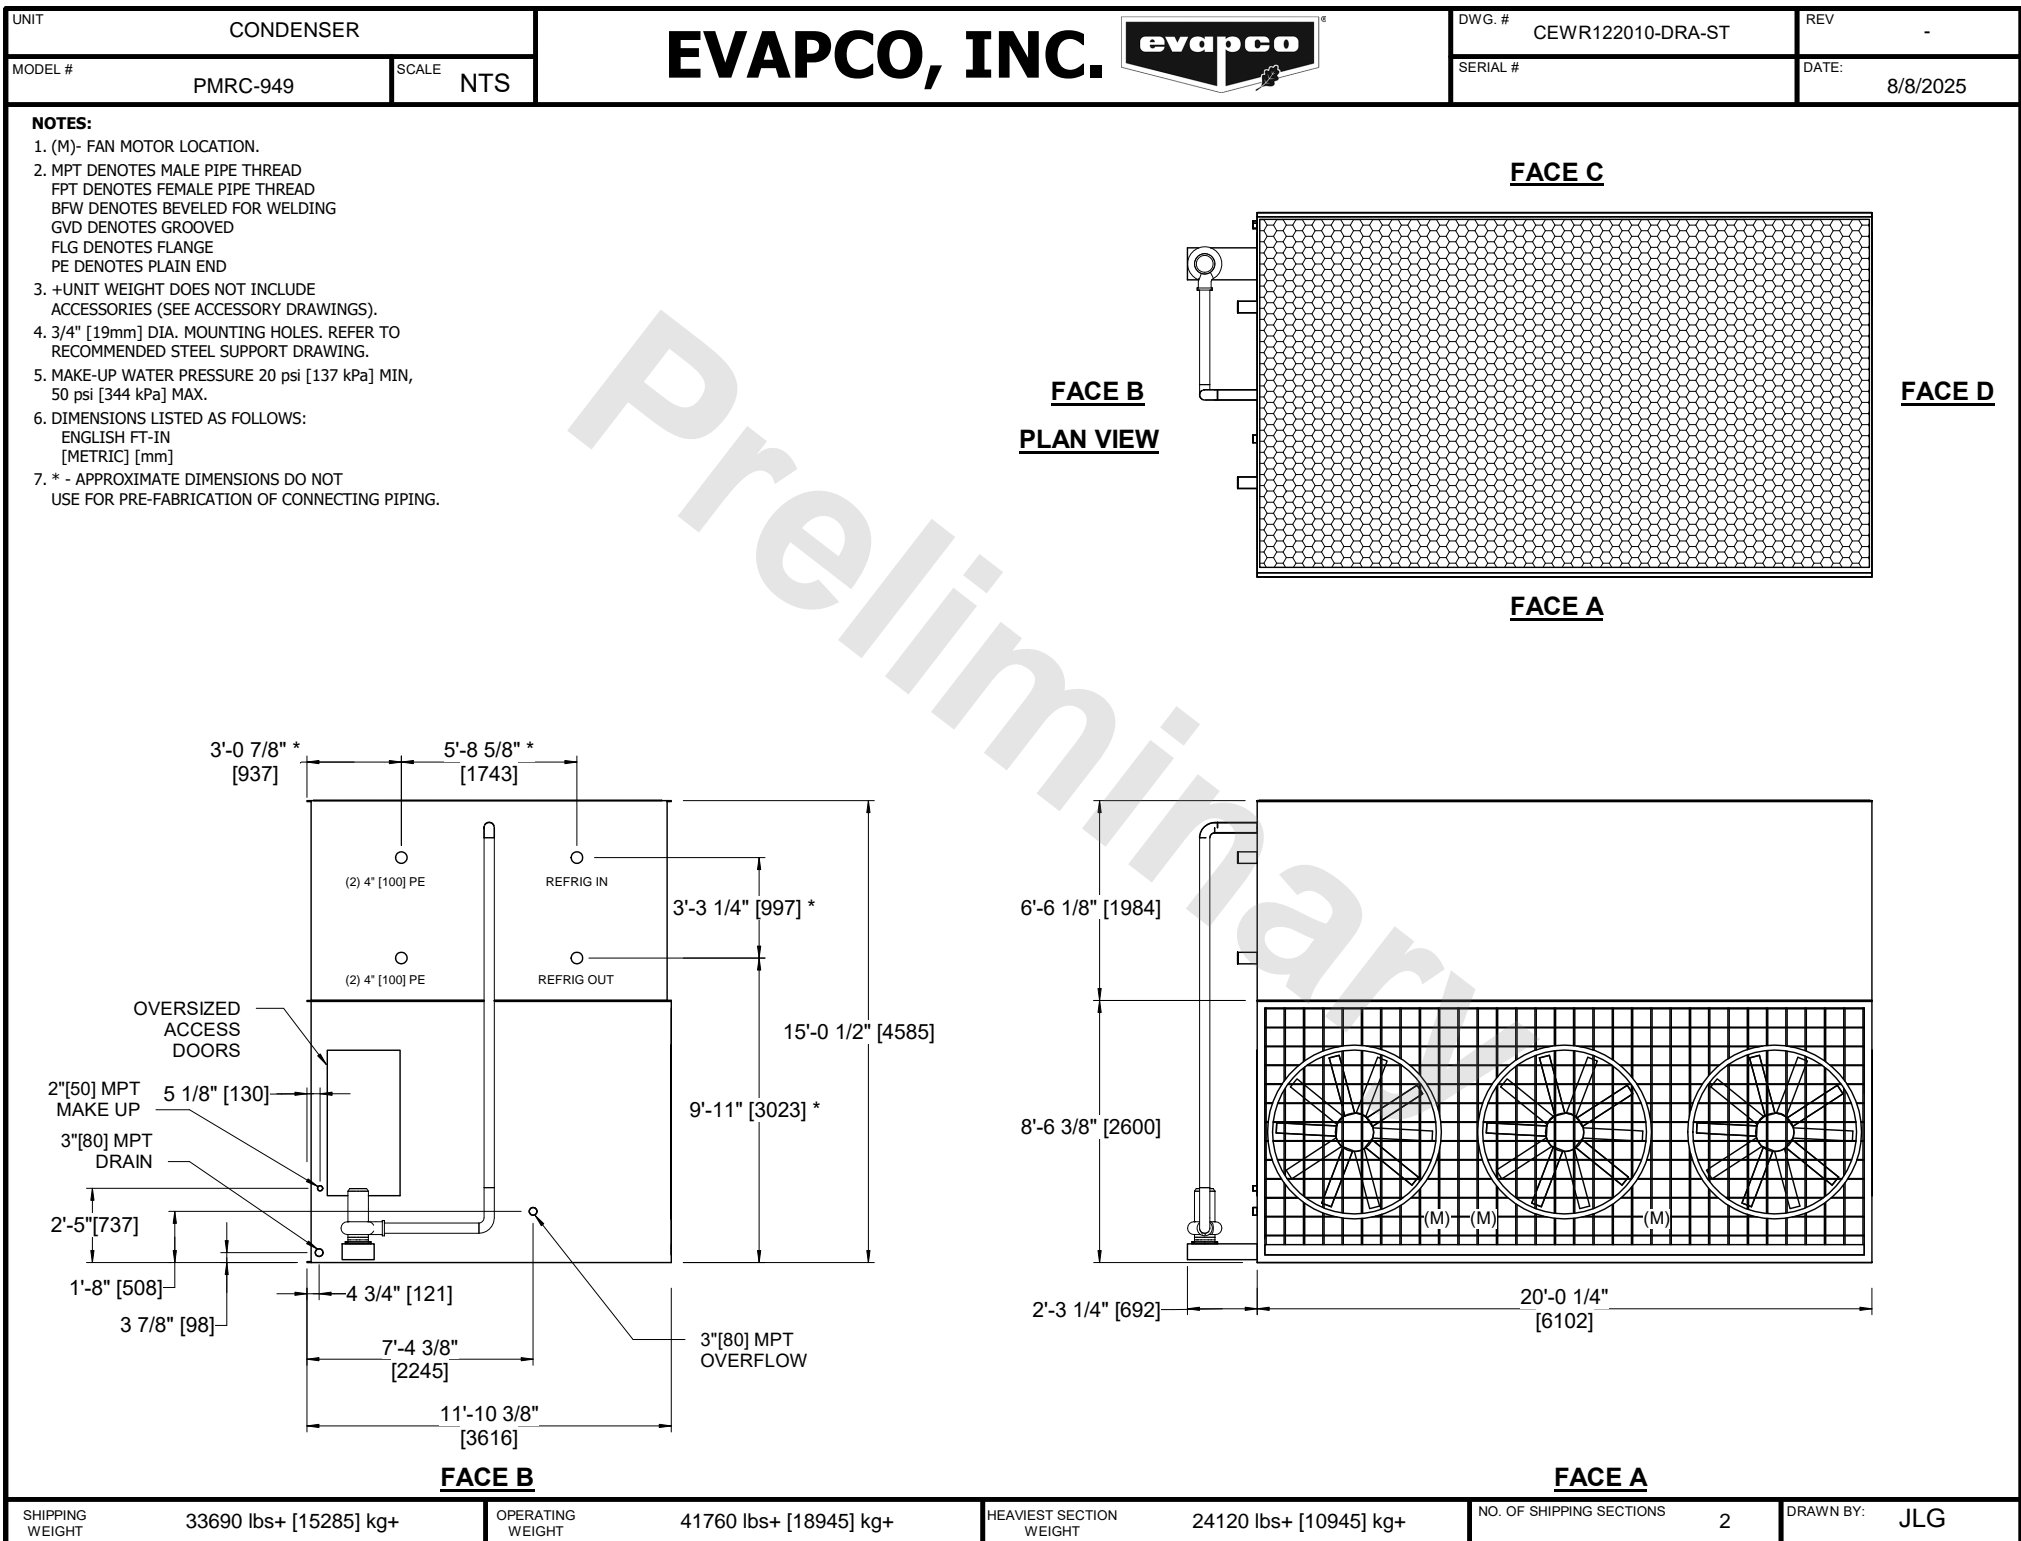 UNIT
CONDENSER
MODEL #
PMRC-949
SCALE
NTS
EVAPCO, INC.
evapco
®
DWG. #
CEWR122010-DRA-ST
REV
-
SERIAL #
DATE:
8/8/2025
NOTES:
1. (M)- FAN MOTOR LOCATION.
2. MPT DENOTES MALE PIPE THREAD
FPT DENOTES FEMALE PIPE THREAD
BFW DENOTES BEVELED FOR WELDING
GVD DENOTES GROOVED
FLG DENOTES FLANGE
PE DENOTES PLAIN END
3. +UNIT WEIGHT DOES NOT INCLUDE
ACCESSORIES (SEE ACCESSORY DRAWINGS).
4. 3/4" [19mm] DIA. MOUNTING HOLES. REFER TO
RECOMMENDED STEEL SUPPORT DRAWING.
5. MAKE-UP WATER PRESSURE 20 psi [137 kPa] MIN,
50 psi [344 kPa] MAX.
6. DIMENSIONS LISTED AS FOLLOWS:
ENGLISH FT-IN
[METRIC] [mm]
7. * - APPROXIMATE DIMENSIONS DO NOT
USE FOR PRE-FABRICATION OF CONNECTING PIPING.
Preliminary
FACE C
FACE B
PLAN VIEW
FACE D
FACE A
3'-0 7/8" *
[937]
5'-8 5/8" *
[1743]
(2) 4" [100] PE
REFRIG IN
3'-3 1/4" [997] *
(2) 4" [100] PE
REFRIG OUT
OVERSIZED
ACCESS
DOORS
15'-0 1/2" [4585]
2"[50] MPT
MAKE UP
5 1/8" [130]
9'-11" [3023] *
3"[80] MPT
DRAIN
2'-5"[737]
1'-8" [508]
4 3/4" [121]
3 7/8" [98]
7'-4 3/8"
[2245]
3"[80] MPT
OVERFLOW
11'-10 3/8"
[3616]
FACE B
6'-6 1/8" [1984]
8'-6 3/8" [2600]
(M)
(M)
(M)
2'-3 1/4" [692]
20'-0 1/4"
[6102]
FACE A
SHIPPING
WEIGHT
33690 lbs+ [15285] kg+
OPERATING
WEIGHT
41760 lbs+ [18945] kg+
HEAVIEST SECTION
WEIGHT
24120 lbs+ [10945] kg+
NO. OF SHIPPING SECTIONS
2
DRAWN BY:
JLG